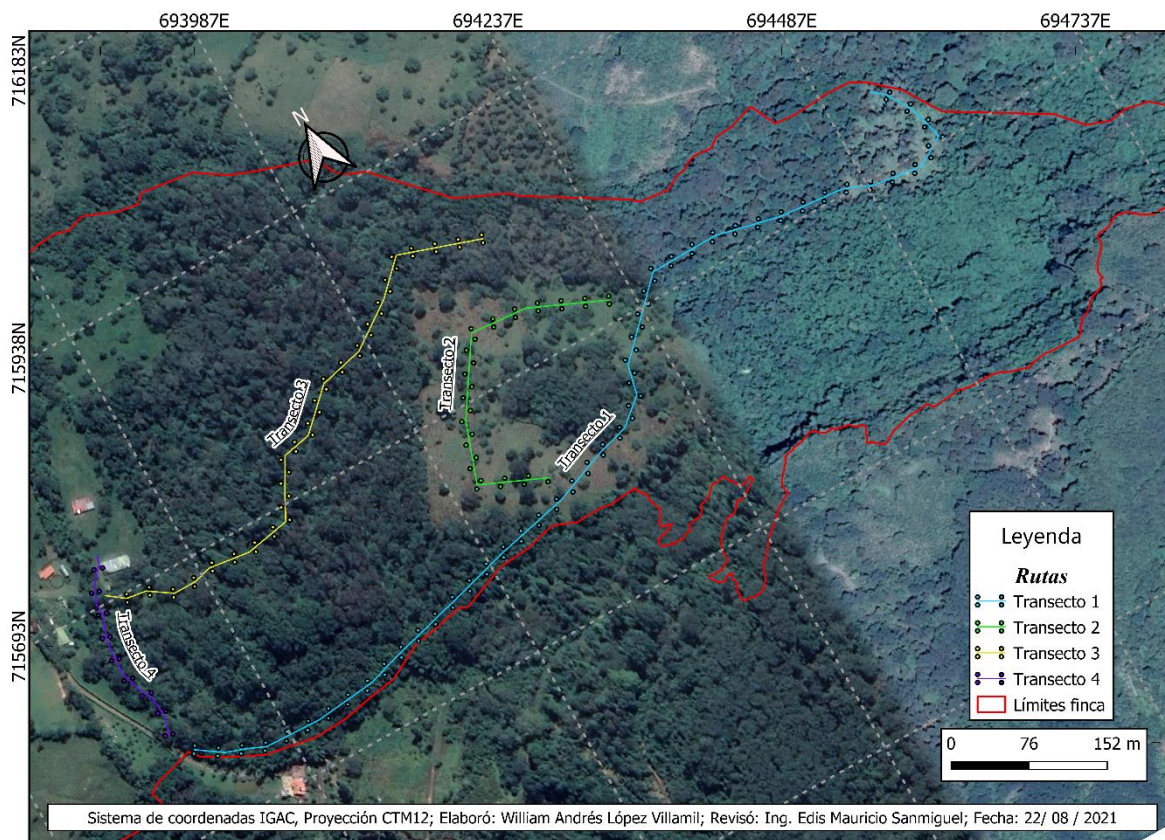 693987E
694237E
694487E
694737E
716183N
715938N
715693N
N
Transecto 3
Transecto 2
Transecto 1
Transecto 4
Leyenda
Rutas
Transecto 1
Transecto 2
Transecto 3
Transecto 4
Límites finca
0 76 152 m
Sistema de coordenadas IGAC, Proyección CTM12; Elaboró: William Andrés López Villamil; Revisó: Ing. Edis Mauricio Sanmiguel; Fecha: 22/ 08 / 2021